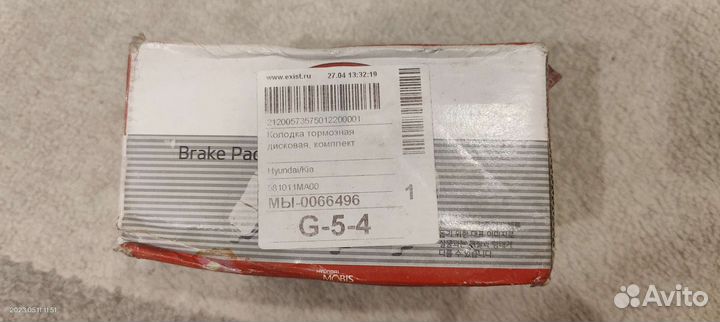 www.exist.ru 27.04 13:32:19
21200573575012200001
Колодка тормозная
дисковая, комплект
Brake Pad
Hyundai/Kia
581011MA00
МЫ-0066496
1
G-5-4
HYUNDAI
MOBIS
2023.05.11 11:51
Avito